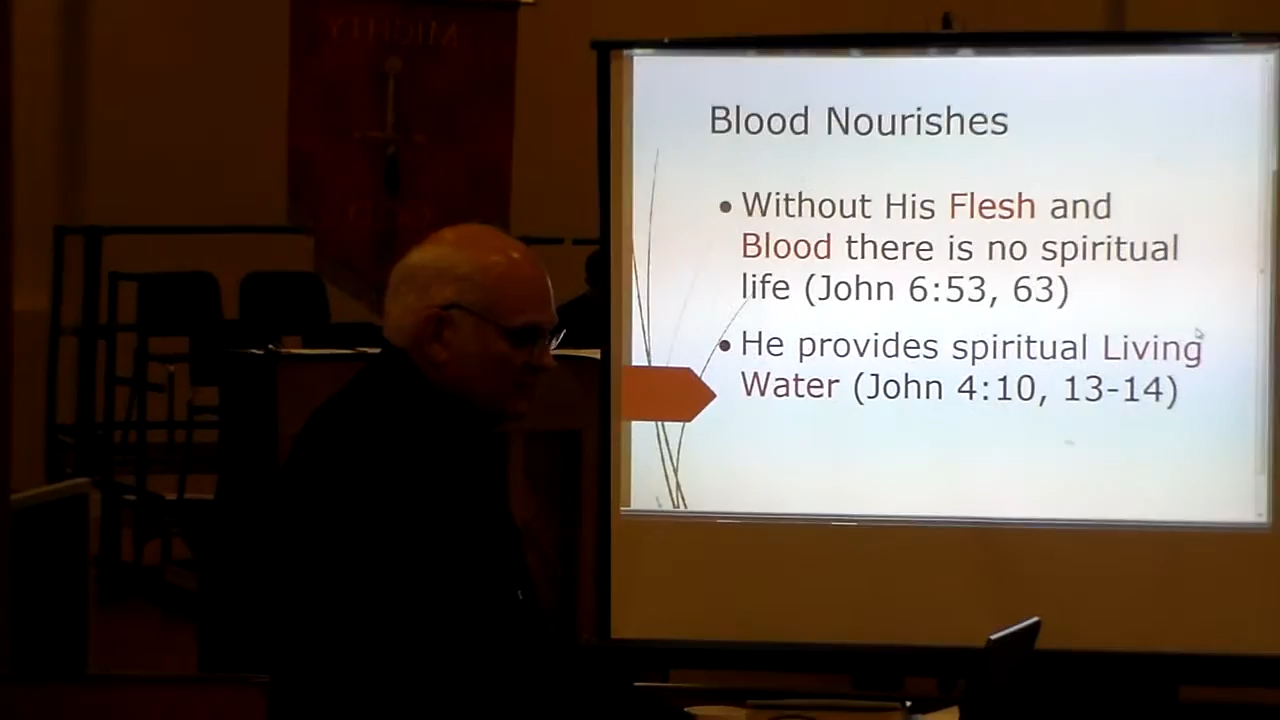 MIGHTY
Blood Nourishes
• Without His Flesh and
Blood there is no spiritual
life (John 6:53, 63)
• He provides spiritual Living
Water (John 4:10, 13-14)